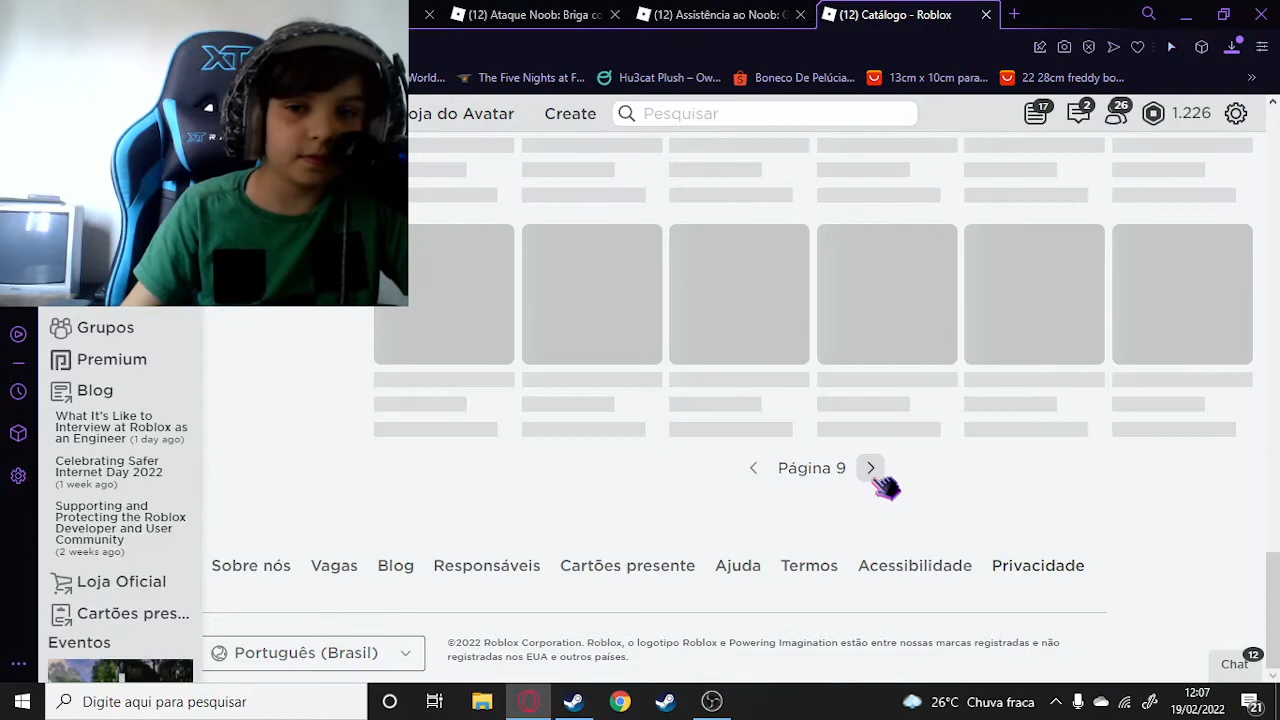 (12) Ataque Noob: Briga co
(12) Assistência ao Noob: G
(12) Catálogo - Roblox
World...
The Five Nights at F...
Hu3cat Plush – Ow...
Boneco De Pelúcia...
13cm x 10cm para...
22 28cm freddy bo...
oja do Avatar
Create
Pesquisar
17
2
26
1.226
XT
XT R
Grupos
Premium
Blog
What It's Like to
Interview at Roblox as
an Engineer (1 day ago)
Celebrating Safer
Internet Day 2022
(1 week ago)
Supporting and
Protecting the Roblox
Developer and User
Community
(2 weeks ago)
Loja Oficial
Cartões pres...
Eventos
Página 9
Sobre nós
Vagas
Blog
Responsáveis
Cartões presente
Ajuda
Termos
Acessibilidade
Privacidade
Português (Brasil)
©2022 Roblox Corporation. Roblox, o logotipo Roblox e Powering Imagination estão entre nossas marcas registradas e não
registradas nos EUA e outros países.
Chat
12
Digite aqui para pesquisar
26°C Chuva fraca
12:07
19/02/2022
21